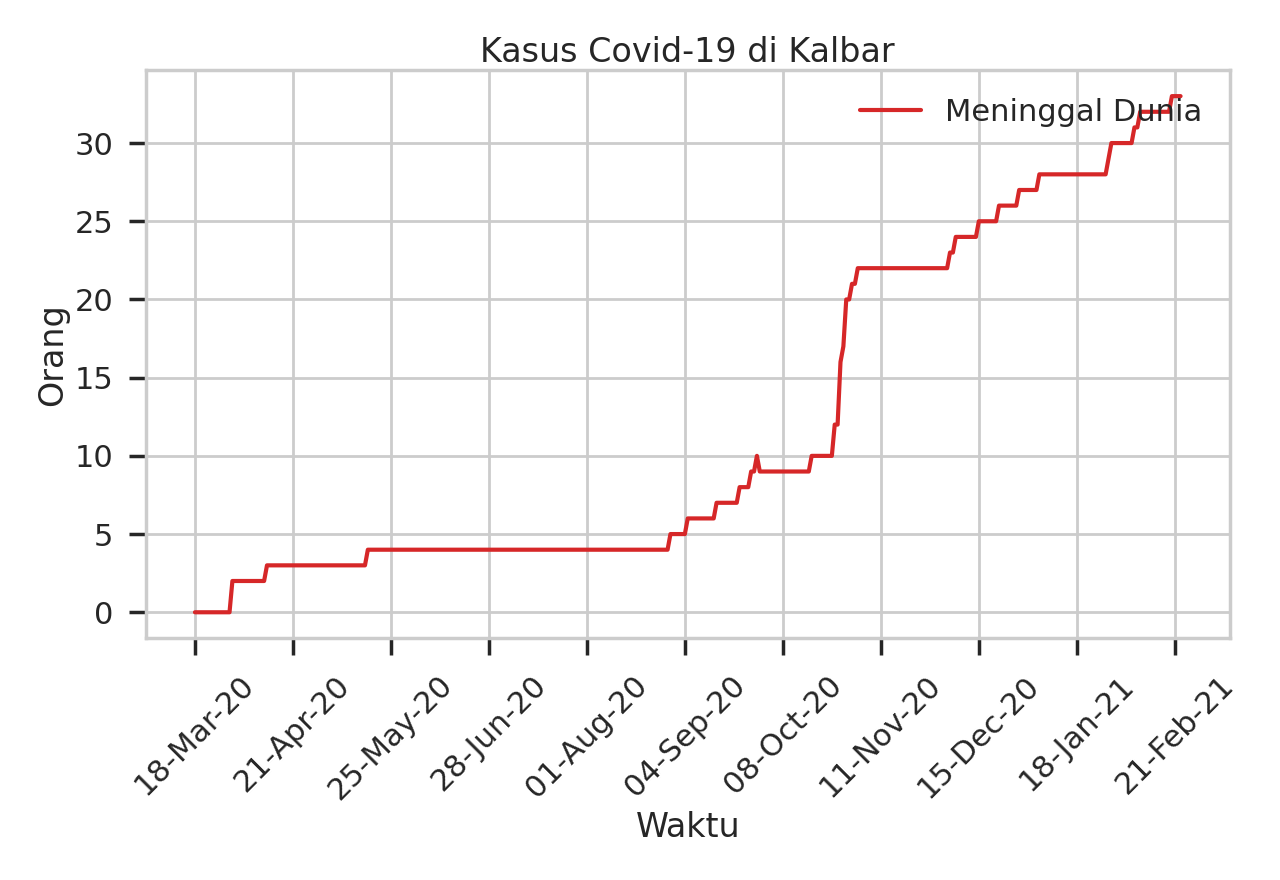 Kasus Covid-19 di Kalbar
Meninggal Dunia
Orang
30
25
20
15
10
5
0
18-Mar-20
21-Apr-20
25-May-20
28-Jun-20
01-Aug-20
04-Sep-20
08-Oct-20
11-Nov-20
15-Dec-20
18-Jan-21
21-Feb-21
Waktu